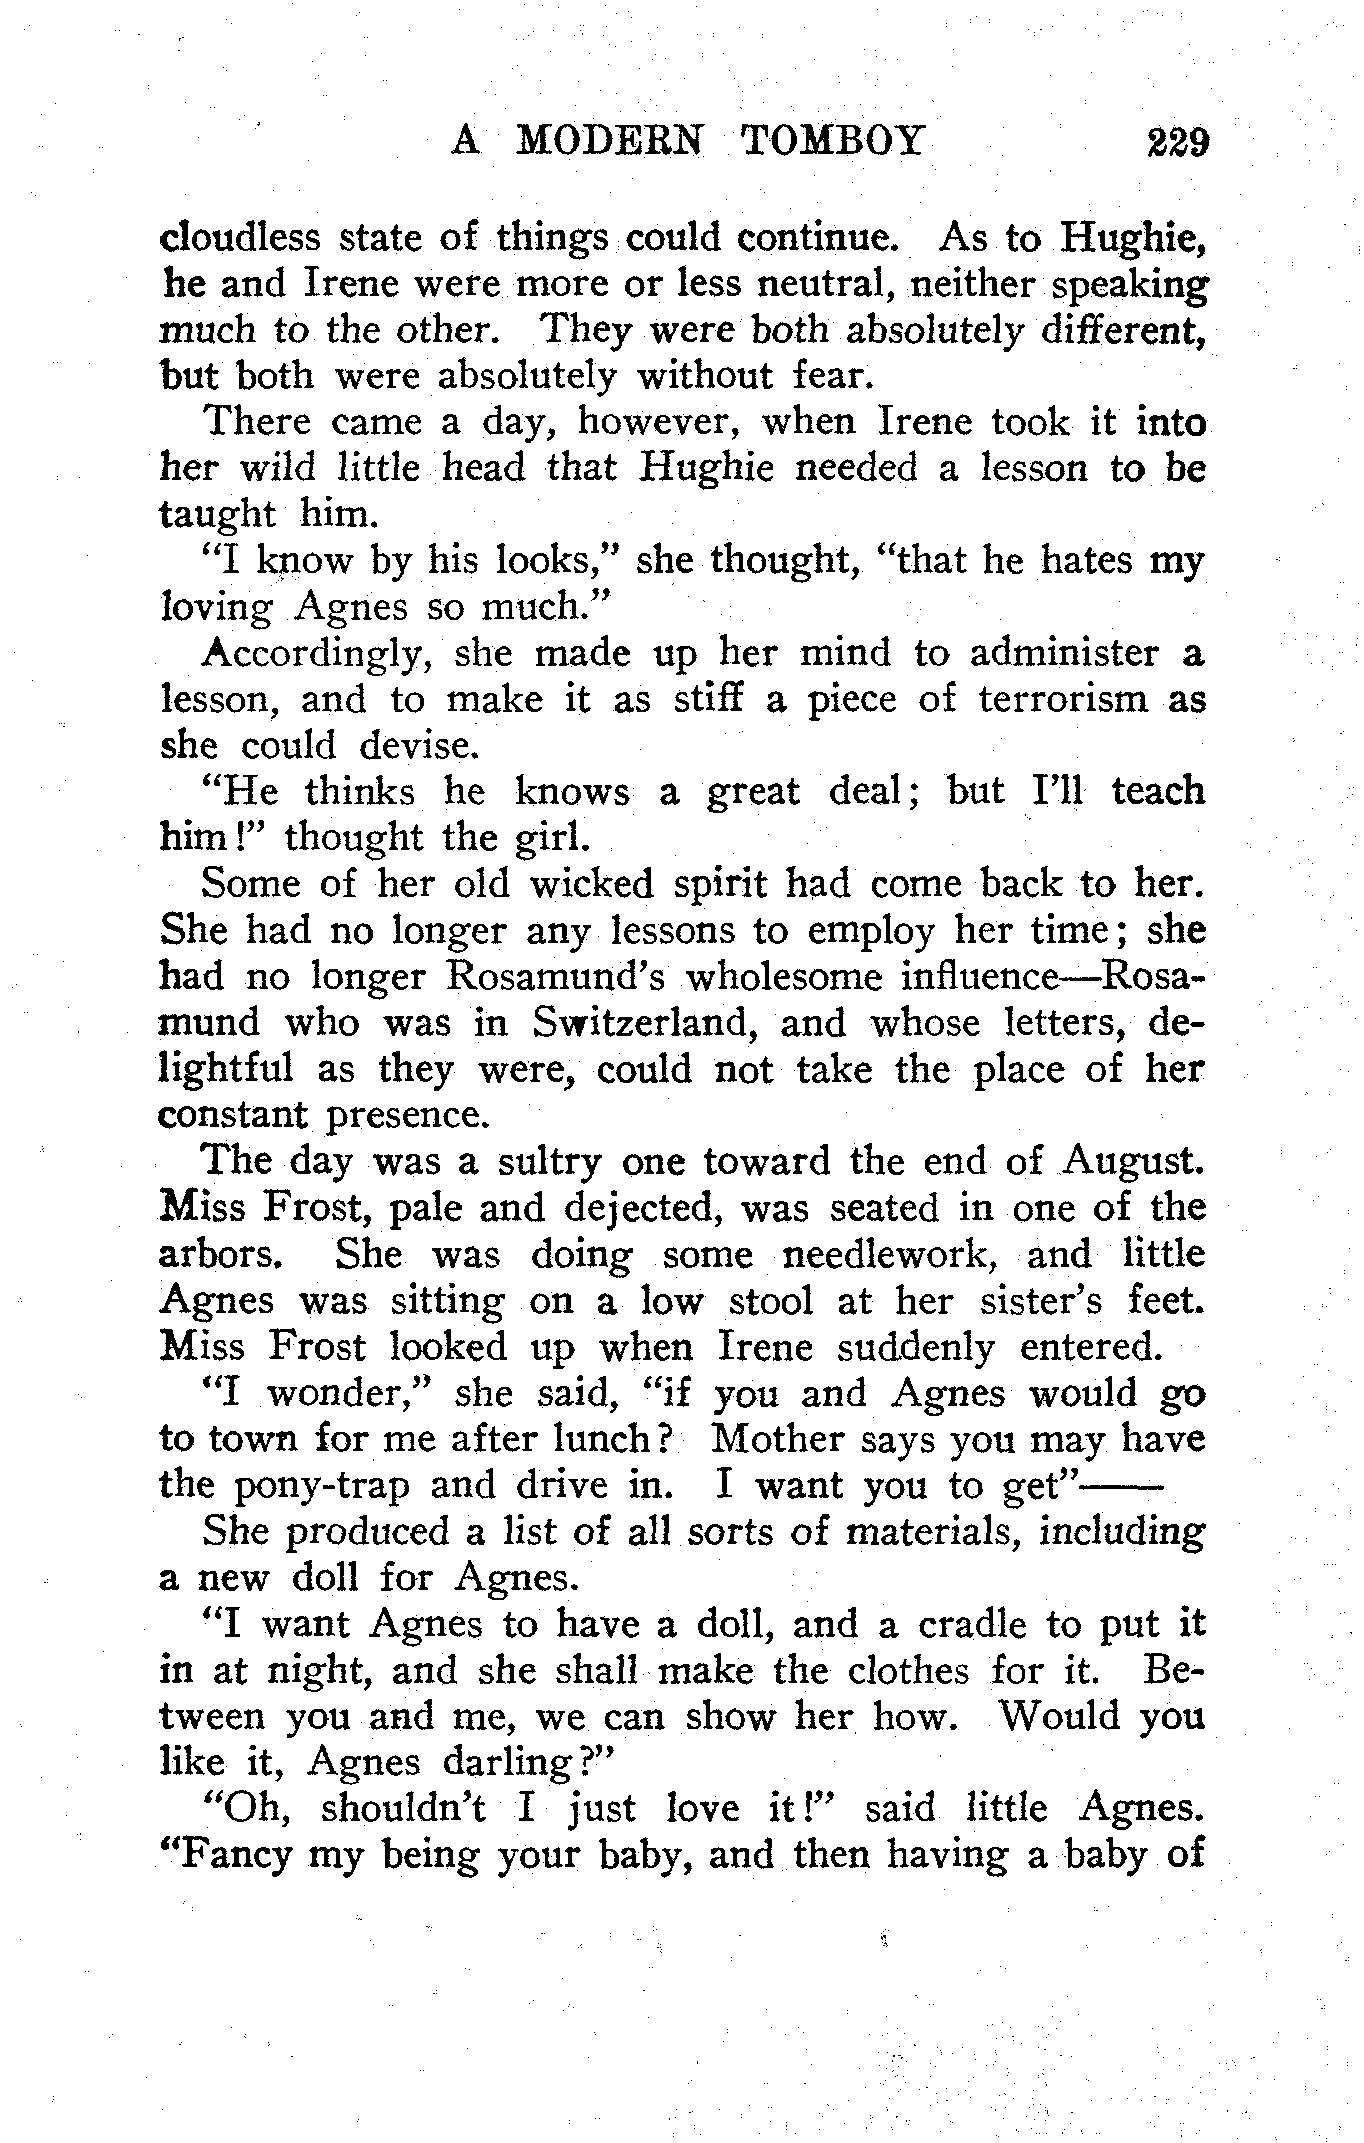 A MODERN TOMBOY 229
cloudless state of things could continue. As to Hughie,
he and Irene were more or less neutral, neither speaking
much to the other. They were both absolutely different,
but both were absolutely without fear.
There came a day, however, when Irene took it into
her wild little head that Hughie needed a lesson to be
taught him.
“I know by his looks,” she thought, “that he hates my
loving Agnes so much.”
Accordingly, she made up her mind to administer a
lesson, and to make it as stiff a piece of terrorism as
she could devise.
“He thinks he knows a great deal; but I’ll teach
him!” thought the girl.
Some of her old wicked spirit had come back to her.
She had no longer any lessons to employ her time; she
had no longer Rosamund’s wholesome influence—Rosa-
mund who was in Switzerland, and whose letters, de-
lightful as they were, could not take the place of her
constant presence.
The day was a sultry one toward the end of August.
Miss Frost, pale and dejected, was seated in one of the
arbors. She was doing some needlework, and little
Agnes was sitting on a low stool at her sister’s feet.
Miss Frost looked up when Irene suddenly entered.
“I wonder,” she said, “if you and Agnes would go
to town for me after lunch? Mother says you may have
the pony-trap and drive in. I want you to get”——
She produced a list of all sorts of materials, including
a new doll for Agnes.
“I want Agnes to have a doll, and a cradle to put it
in at night, and she shall make the clothes for it. Be-
tween you and me, we can show her how. Would you
like it, Agnes darling?”
“Oh, shouldn’t I just love it!” said little Agnes.
“Fancy my being your baby, and then having a baby of